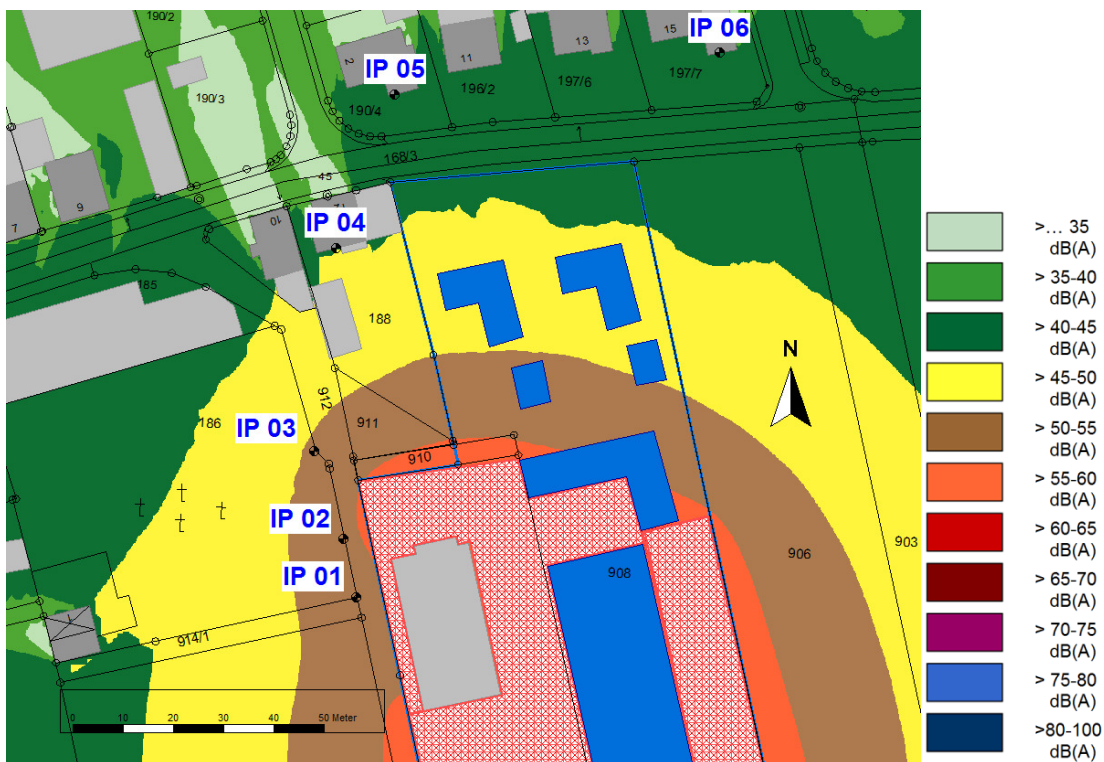 190/2
IP 06
15
13
11
2
IP 05
197/7
197/6
196/2
190/3
190/4
168/3
45
9
7
10
12
IP 04
185
188
N
912
186
911
IP 03
910
IP 02
906
903
IP 01
908
1
914/1
0 10 20 30 40 50 Meter
>... 35
dB(A)
> 35-40
dB(A)
> 40-45
dB(A)
> 45-50
dB(A)
> 50-55
dB(A)
> 55-60
dB(A)
> 60-65
dB(A)
> 65-70
dB(A)
> 70-75
dB(A)
> 75-80
dB(A)
>80-100
dB(A)